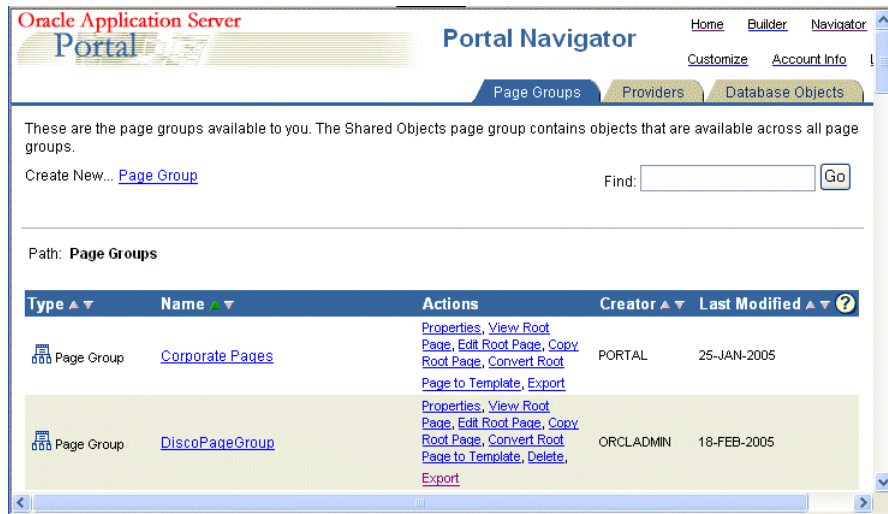 Oracle Application Server
Portal
Portal Navigator
Home Builder Navigator
Customize Account Info
Page Groups Providers Database Objects
These are the page groups available to you. The Shared Objects page group contains objects that are available across all page
groups.
Create New... Page Group
Find: Go
Path: Page Groups
Type Name Actions Creator Last Modified ?
Page Group Corporate Pages Properties, View Root
Page, Edit Root Page, Copy
Root Page, Convert Root
Page to Template, Export
PORTAL 25-JAN-2005
Page Group DiscoPageGroup Properties, View Root
Page, Edit Root Page, Copy
Root Page, Convert Root
Page to Template, Delete,
Export
ORCLADMIN 18-FEB-2005